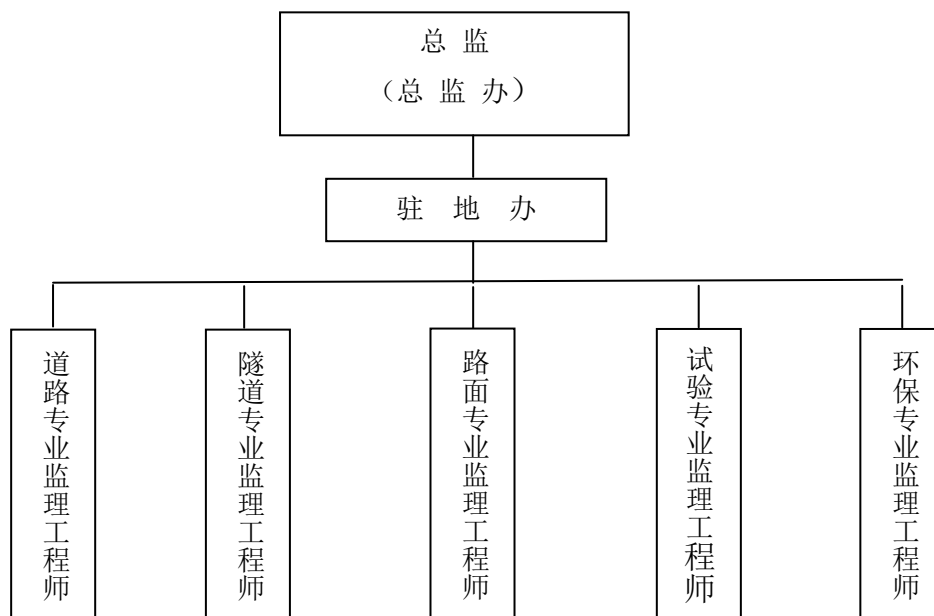 总 监
（总 监 办）
驻 地 办
道路专业监理工程师
隧道专业监理工程师
路面专业监理工程师
试验专业监理工程师
环保专业监理工程师